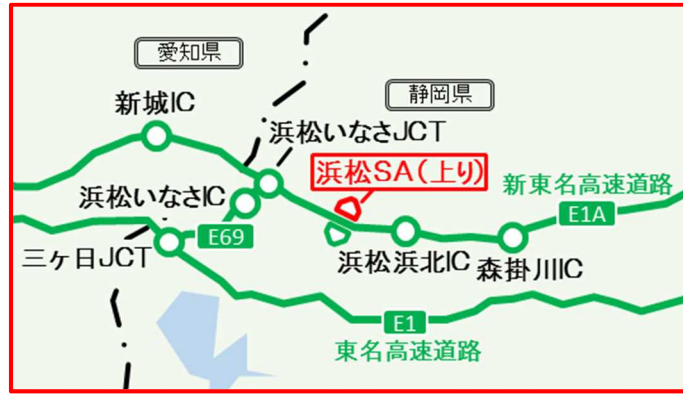 愛知県
静岡県
新城IC
浜松いなさJCT
浜松SA(上り)
新東名高速道路
浜松いなさIC
E1A
E69
三ヶ日JCT
浜松浜北IC
森掛川IC
E1
東名高速道路